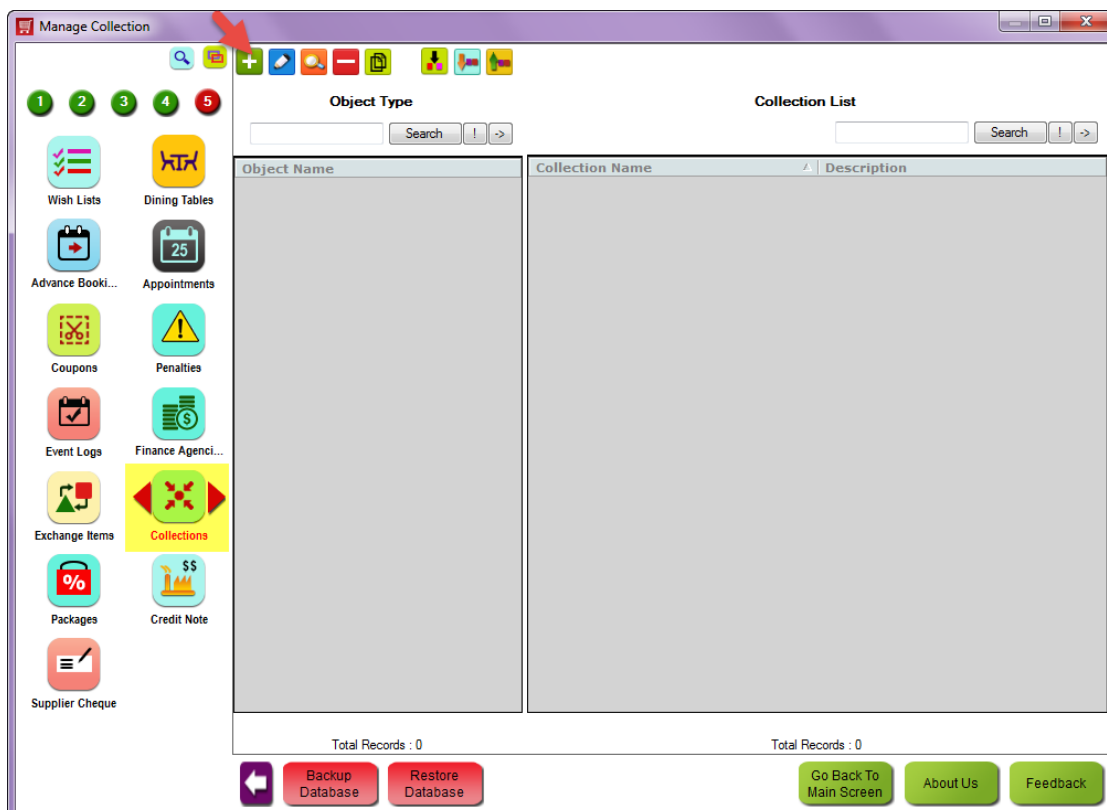 Manage Collection
1 2 3 4 5
Object Type
Collection List
Search ! ->
Search ! ->
Object Name
Collection Name Description
Wish Lists
Dining Tables
25
Advance Booki...
Appointments
Coupons
Penalties
$
Event Logs
Finance Agenci...
Exchange Items
Collections
%
$$
Packages
Credit Note
Supplier Cheque
Total Records : 0
Total Records : 0
Backup
Database
Restore
Database
Go Back To
Main Screen
About Us
Feedback